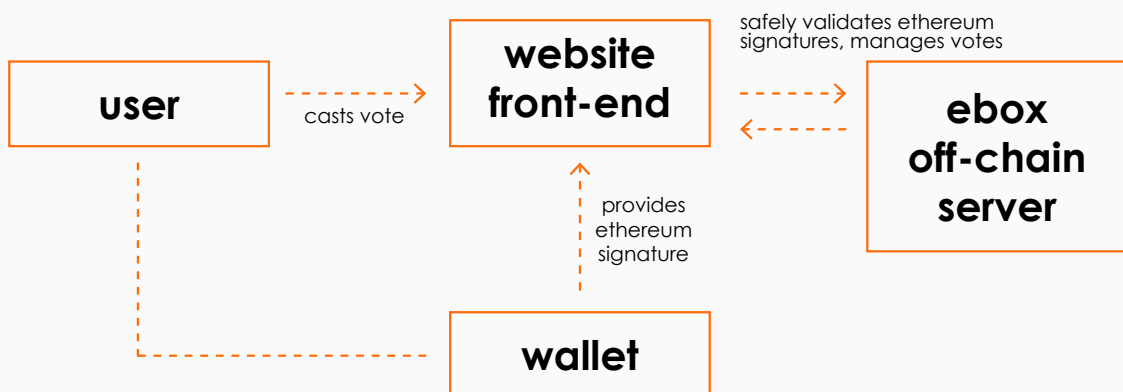 safely validates ethereum
signatures, manages votes
user
casts vote
website
front-end
ebox
off-chain
server
provides
ethereum
signature
wallet